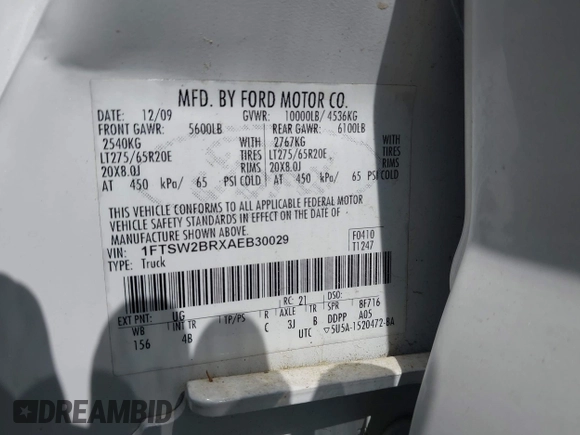 MFD. BY FORD MOTOR CO.
DATE: 12/09 GVWR: 10000LB/ 4536KG
FRONT GAWR: 5600LB REAR GAWR: 6100LB
2540KG WITH 2767KG WITH
LT275/65R20E TIRES LT275/65R20E TIRES
20X8.0J RIMS 20X8.0J RIMS
AT 450 kPa/ 65 PSI COLD AT 450 kPa/ 65 PSI COLD
THIS VEHICLE CONFORMS TO ALL APPLICABLE FEDERAL MOTOR
VEHICLE SAFETY STANDARDS IN EFFECT ON THE DATE OF
MANUFACTURE SHOWN ABOVE.
VIN: 1FTSW2BRXAEB30029
TYPE: Truck
F0410
T1247
RC: 21 DSO:
EXT PNT: UG
WB INT TR TP/PS R AXLE TR SPR BF716
156 4B C 3J B DDPP A05
UTC ▽5U5A-1520472-BA
DREAMBID